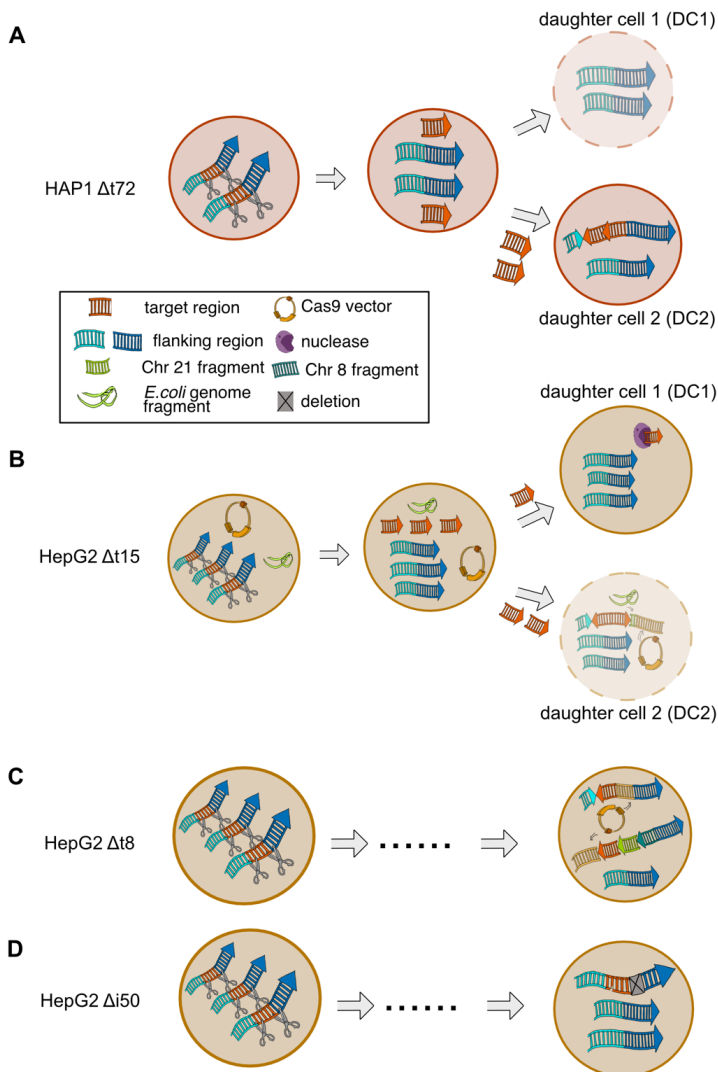 A
daughter cell 1 (DC1)
HAP1 Δt72
daughter cell 2 (DC2)
target region
Cas9 vector
flanking region
nuclease
Chr 21 fragment
Chr 8 fragment
E.coli genome
fragment
deletion
B
daughter cell 1 (DC1)
HepG2 Δt15
daughter cell 2 (DC2)
C
HepG2 Δt8
D
HepG2 Δi50